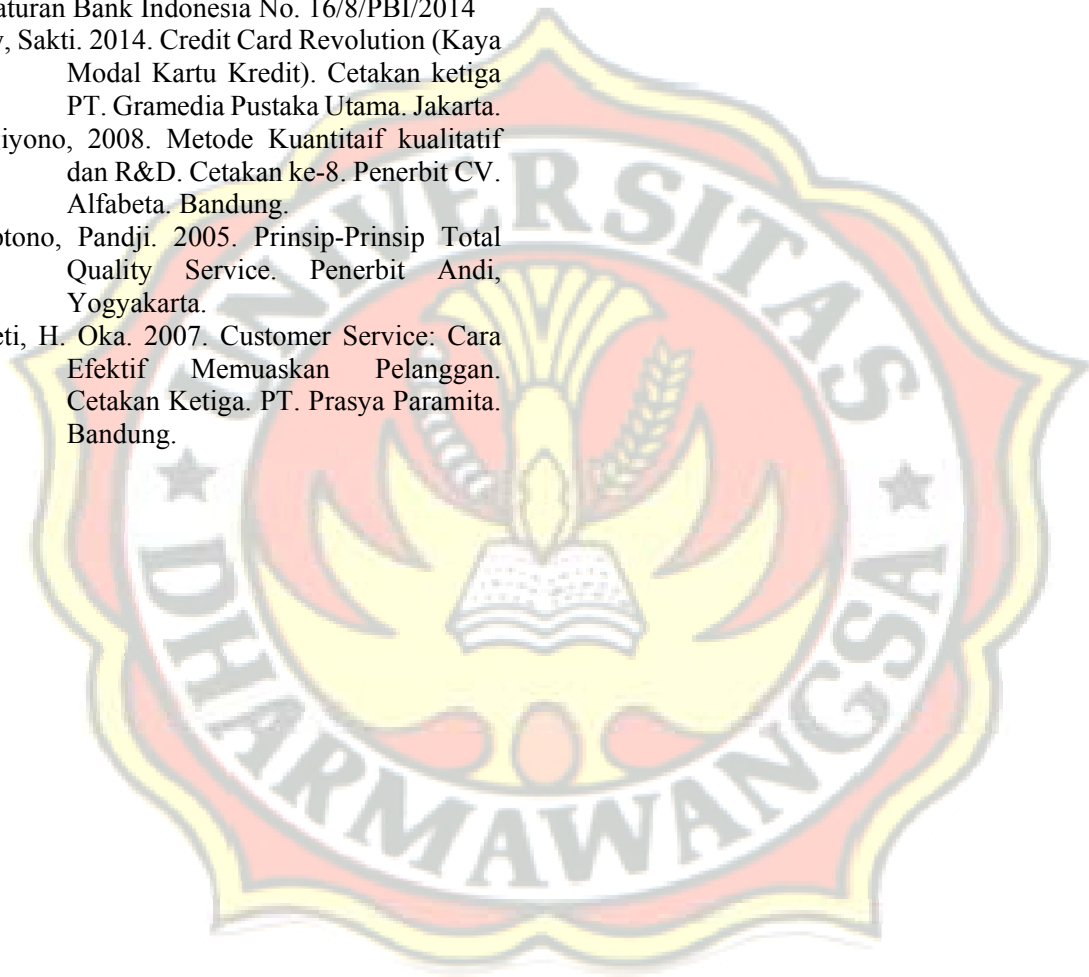 aturan Bank Indonesia No. 16/8/PBI/2014
, Sakti. 2014. Credit Card Revolution (Kaya
Modal Kartu Kredit). Cetakan ketiga
PT. Gramedia Pustaka Utama. Jakarta.
iyono, 2008. Metode Kuantitaif kualitatif
dan R&D. Cetakan ke-8. Penerbit CV.
Alfabeta. Bandung.
tono, Pandji. 2005. Prinsip-Prinsip Total
Quality Service. Penerbit Andi,
Yogyakarta.
eti, H. Oka. 2007. Customer Service: Cara
Efektif Memuaskan Pelanggan.
Cetakan Ketiga. PT. Prasya Paramita.
Bandung.
UNIVERSITAS
DHARMAWANGSA